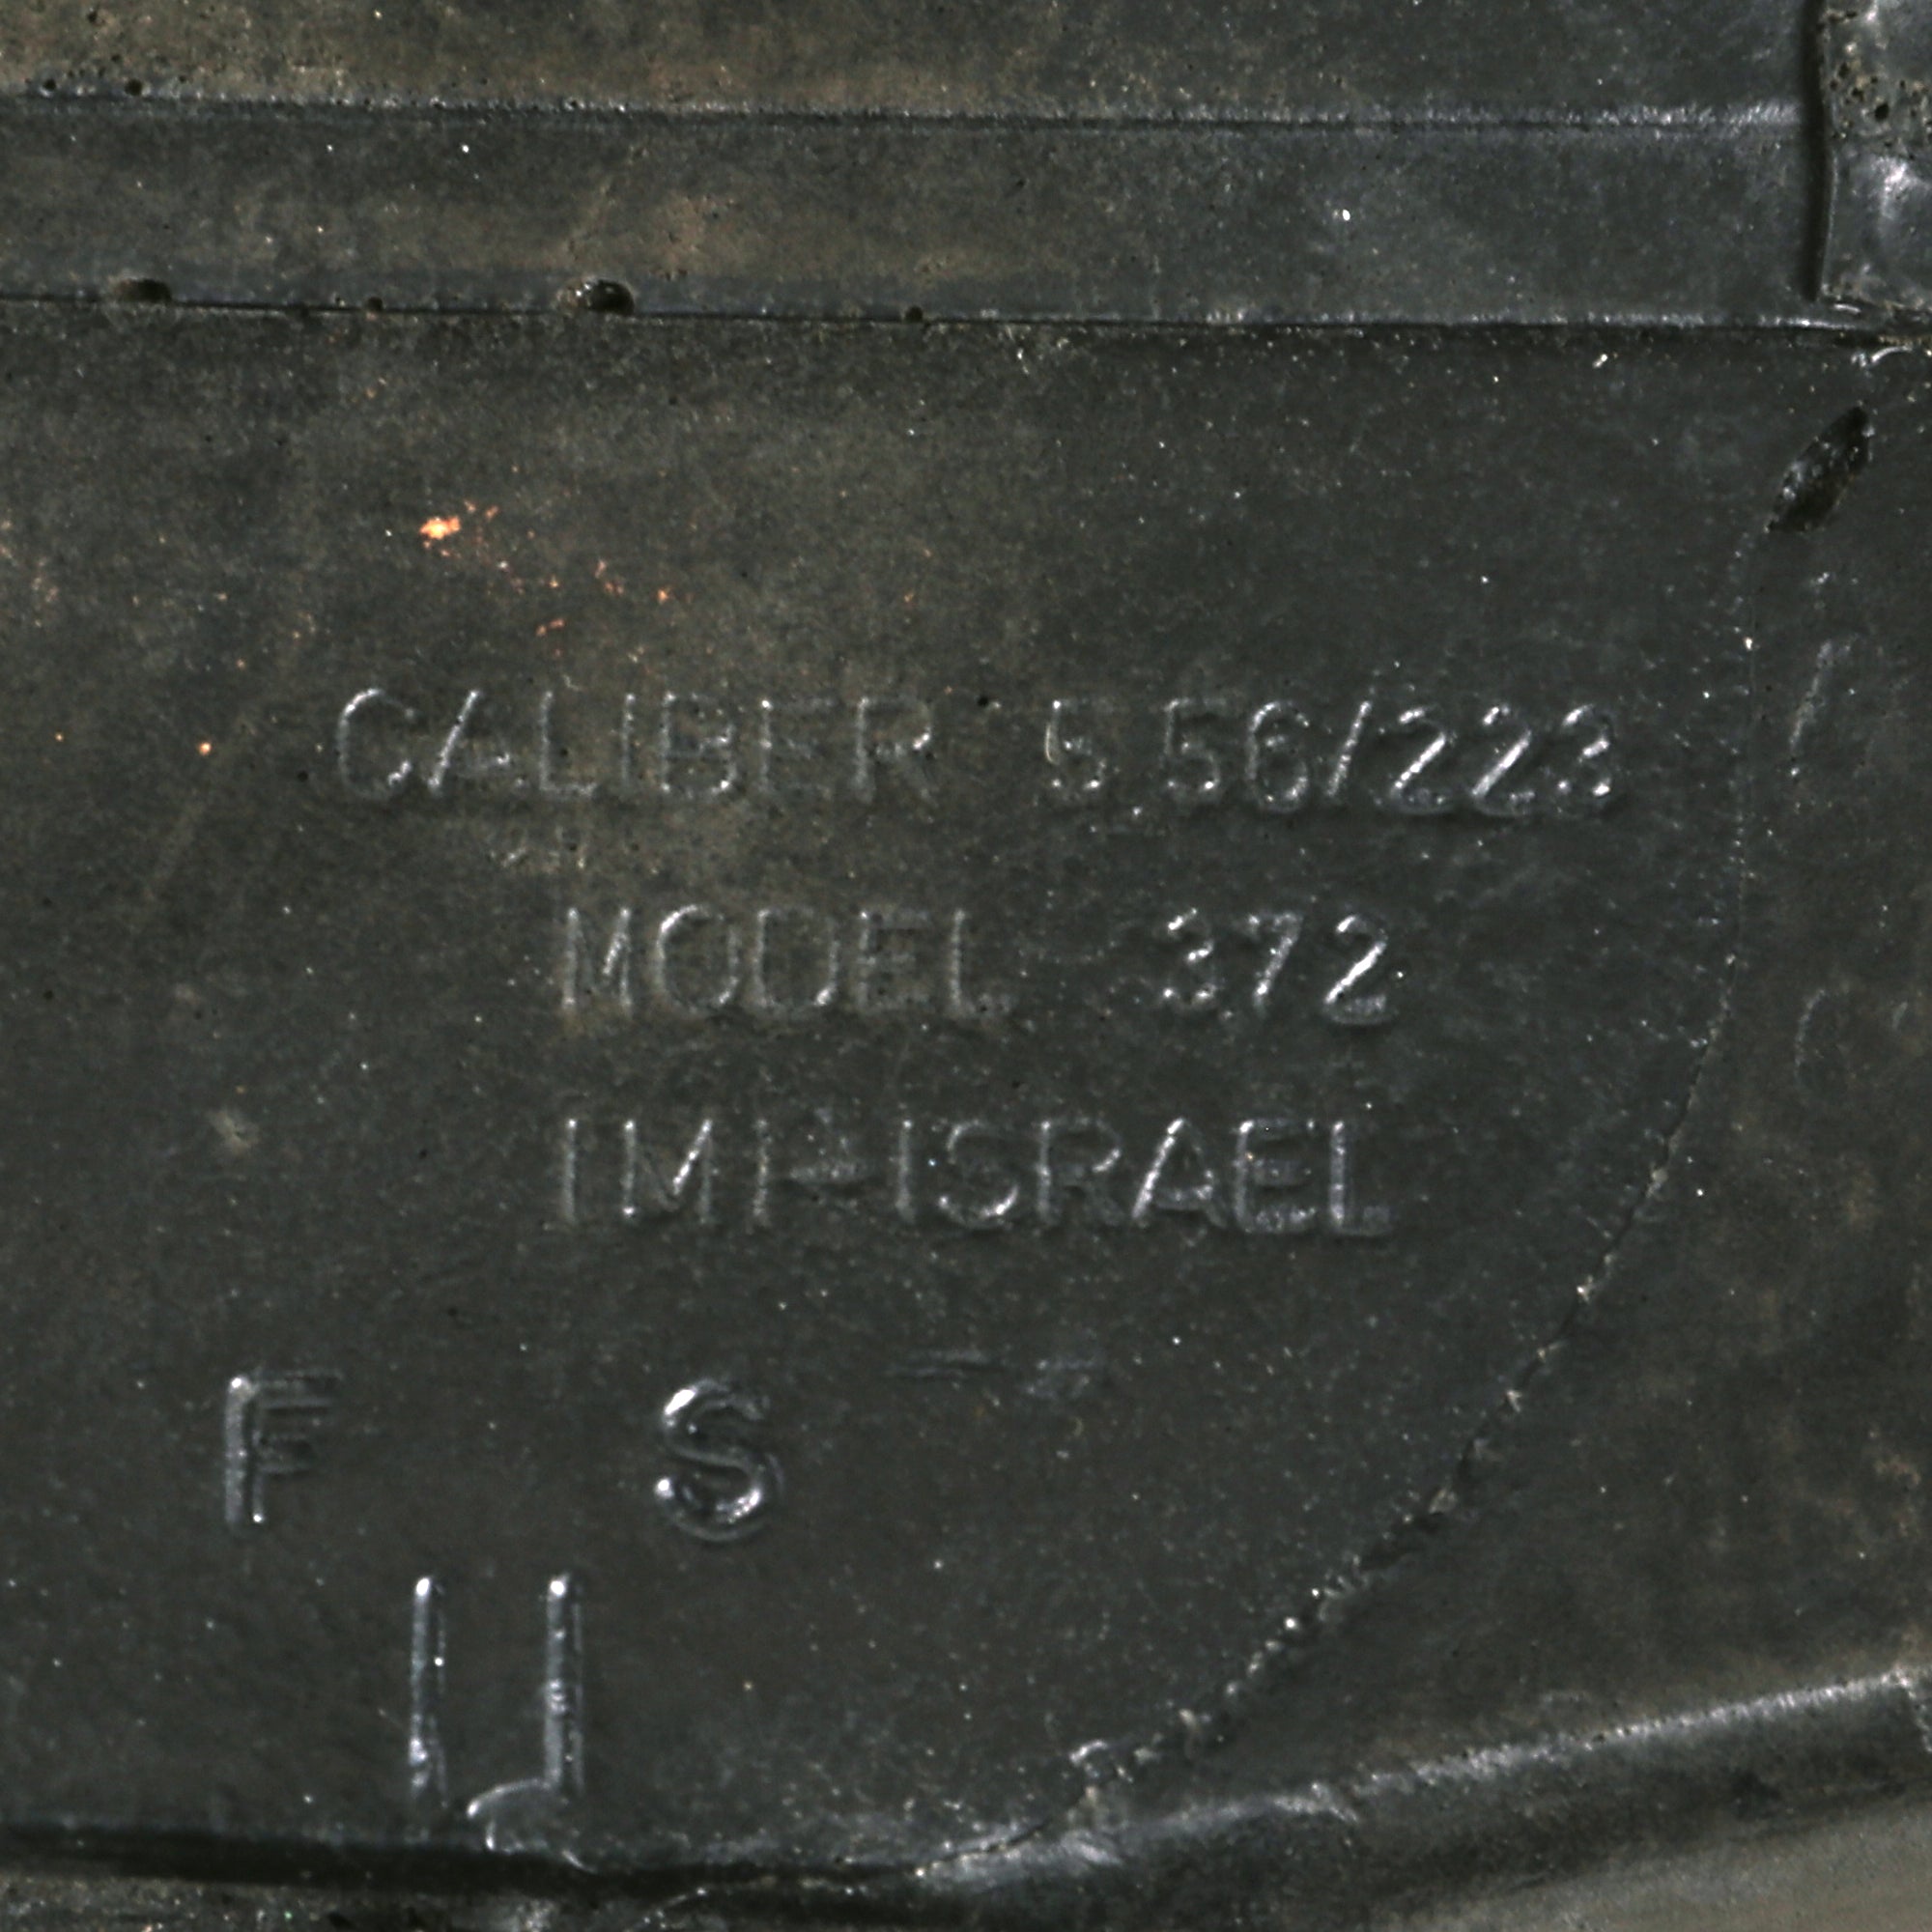 CALIBER 5.56/223
MODEL 372
IMI-ISRAEL
F S